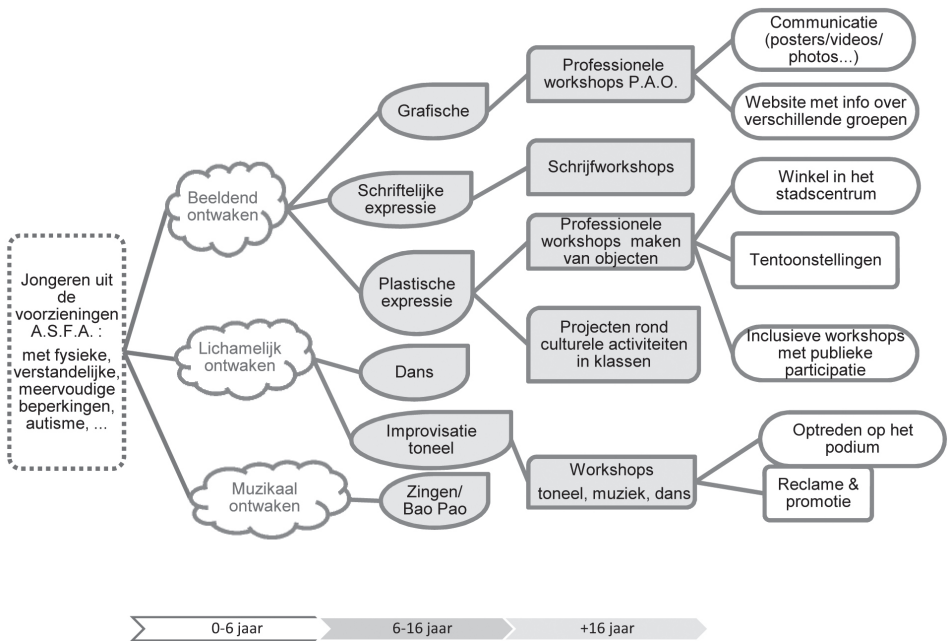 Jongeren uit
de
voorzieningen
A.S.F.A. :
met fysieke,
verstandelijke,
meervoudige
beperkingen,
autisme, ...
Beeldend
ontwaken
Lichamelijk
ontwaken
Muzikaal
ontwaken
Grafische
Schriftelijke
expressie
Plastische
expressie
Dans
Improvisatie
toneel
Zingen/
Bao Pao
Professionele
workshops P.A.O.
Schrijfworkshops
Professionele
workshops maken
van objecten
Projecten rond
culturele activiteiten
in klassen
Workshops
toneel, muziek, dans
Communicatie
(posters/videos/
photos...)
Website met info over
verschillende groepen
Winkel in het
stadscentrum
Tentoonstellingen
Inclusieve workshops
met publieke
participatie
Optreden op het
podium
Reclame &
promotie
0-6 jaar
6-16 jaar
+16 jaar